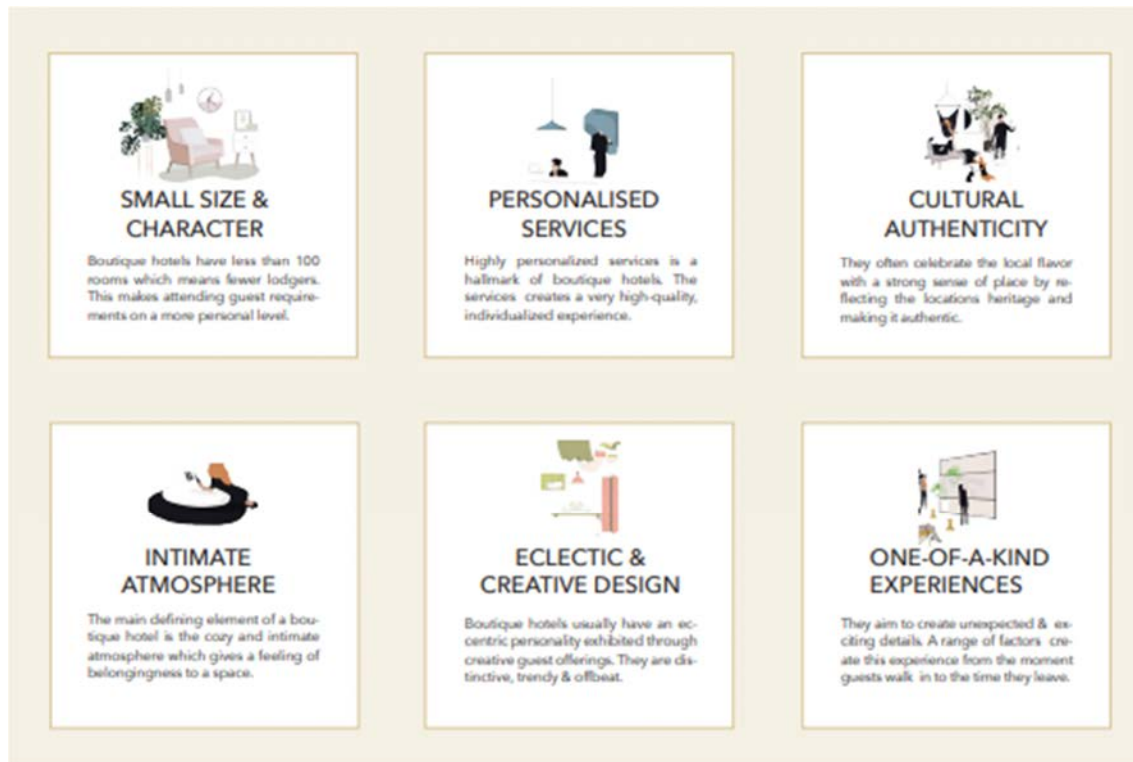 SMALL SIZE &
CHARACTER
Boutique hotels have less than 100
rooms which means fewer lodgers.
This makes attending guest require-
ments on a more personal level.
PERSONALISED
SERVICES
Highly personalized services is a
hallmark of boutique hotels. The
services creates a very high-quality,
individualized experience.
CULTURAL
AUTHENTICITY
They often celebrate the local flavor
with a strong sense of place by re-
flecting the locations heritage and
making it authentic.
INTIMATE
ATMOSPHERE
The main defining element of a bou-
tique hotel is the cozy and intimate
atmosphere which gives a feeling of
belongingness to a space.
ECLECTIC &
CREATIVE DESIGN
Boutique hotels usually have an ec-
centric personality exhibited through
creative guest offerings. They are dis-
tinctive, trendy & offbeat.
ONE-OF-A-KIND
EXPERIENCES
They aim to create unexpected & ex-
citing details. A range of factors cre-
ate this experience from the moment
guests walk in to the time they leave.